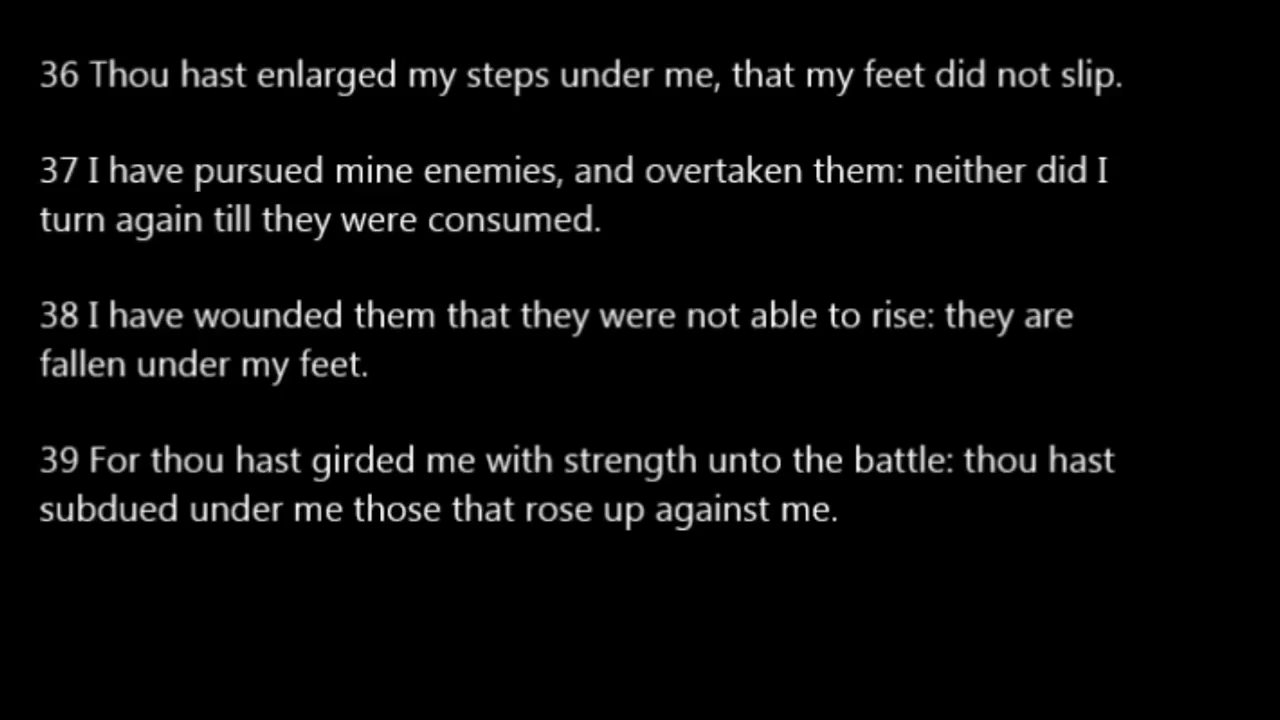 36 Thou hast enlarged my steps under me, that my feet did not slip.
37 I have pursued mine enemies, and overtaken them: neither did I
turn again till they were consumed.
38 I have wounded them that they were not able to rise: they are
fallen under my feet.
39 For thou hast girded me with strength unto the battle: thou hast
subdued under me those that rose up against me.